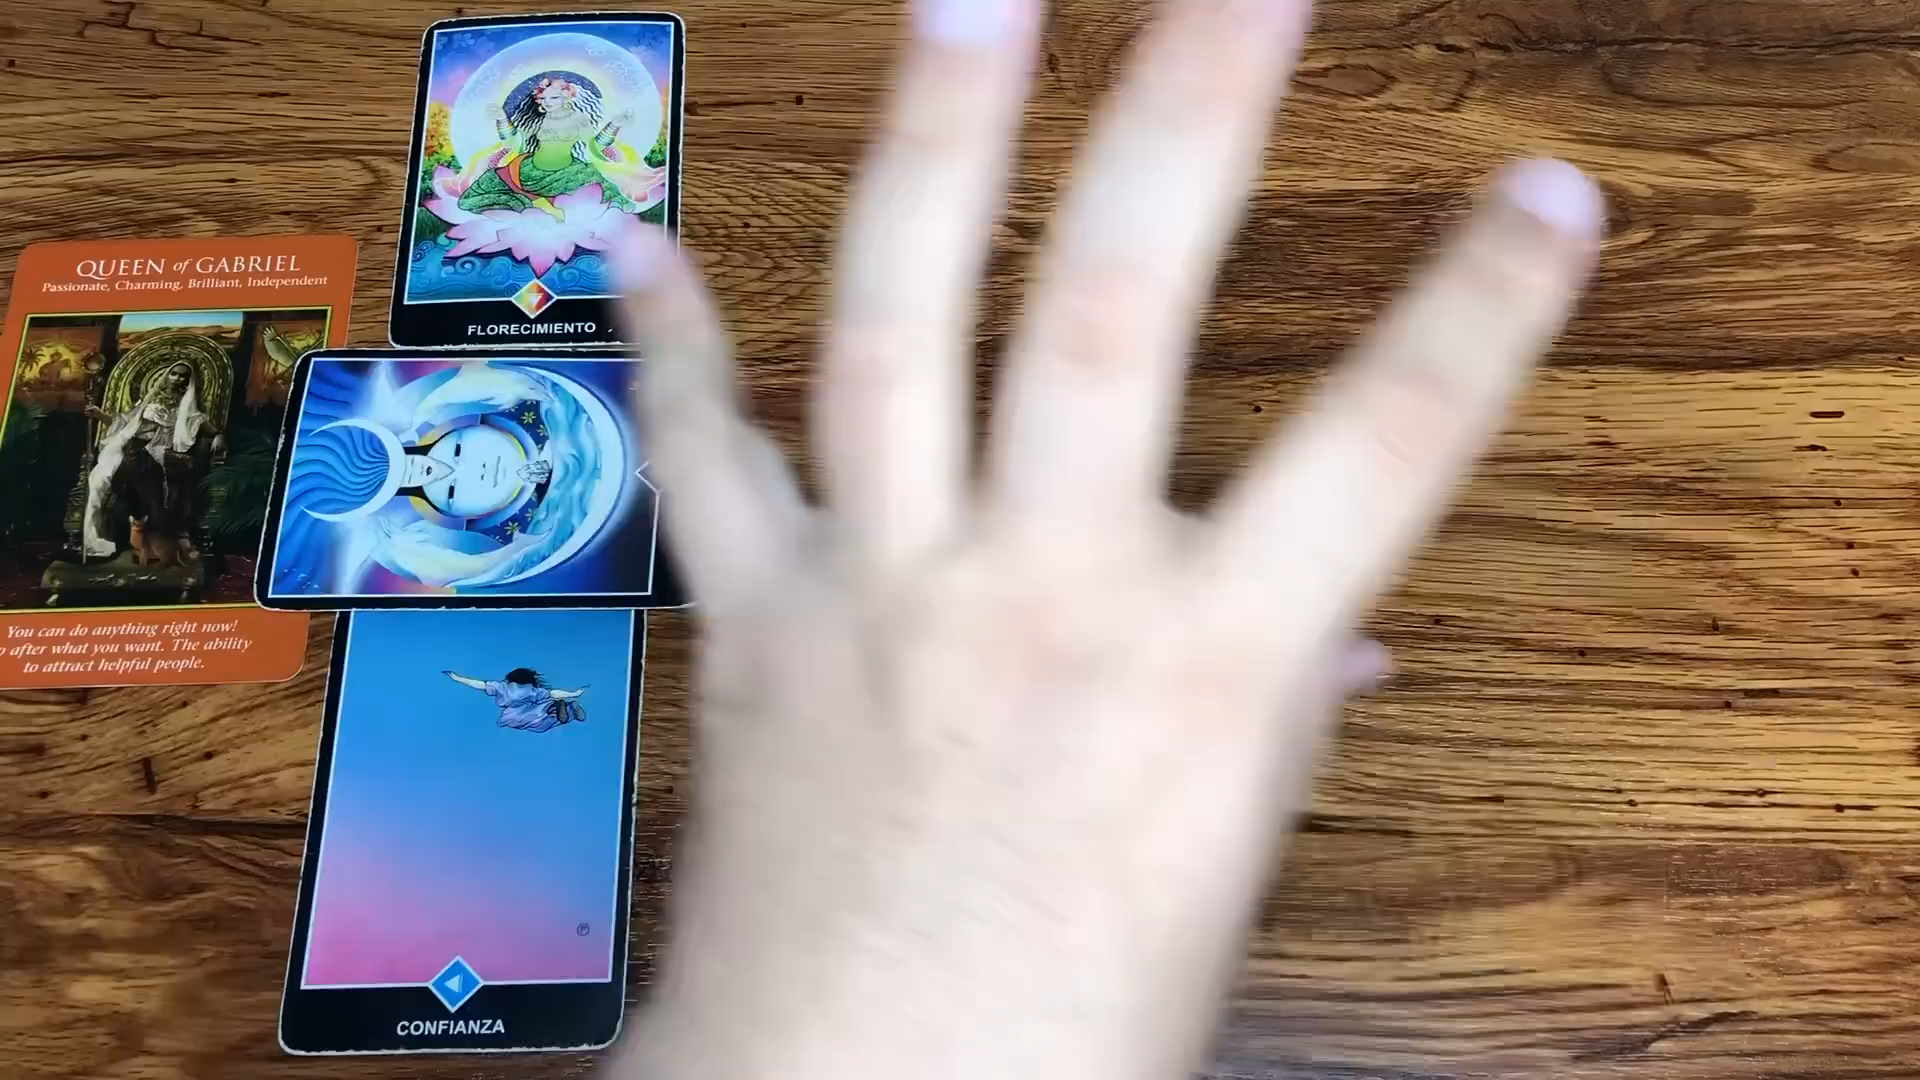 FLORECIMIENTO
QUEEN of GABRIEL
Passionate, Charming, Brilliant, Independent
You can do anything right now!
after what you want. The ability
to attract helpful people.
CONFIANZA